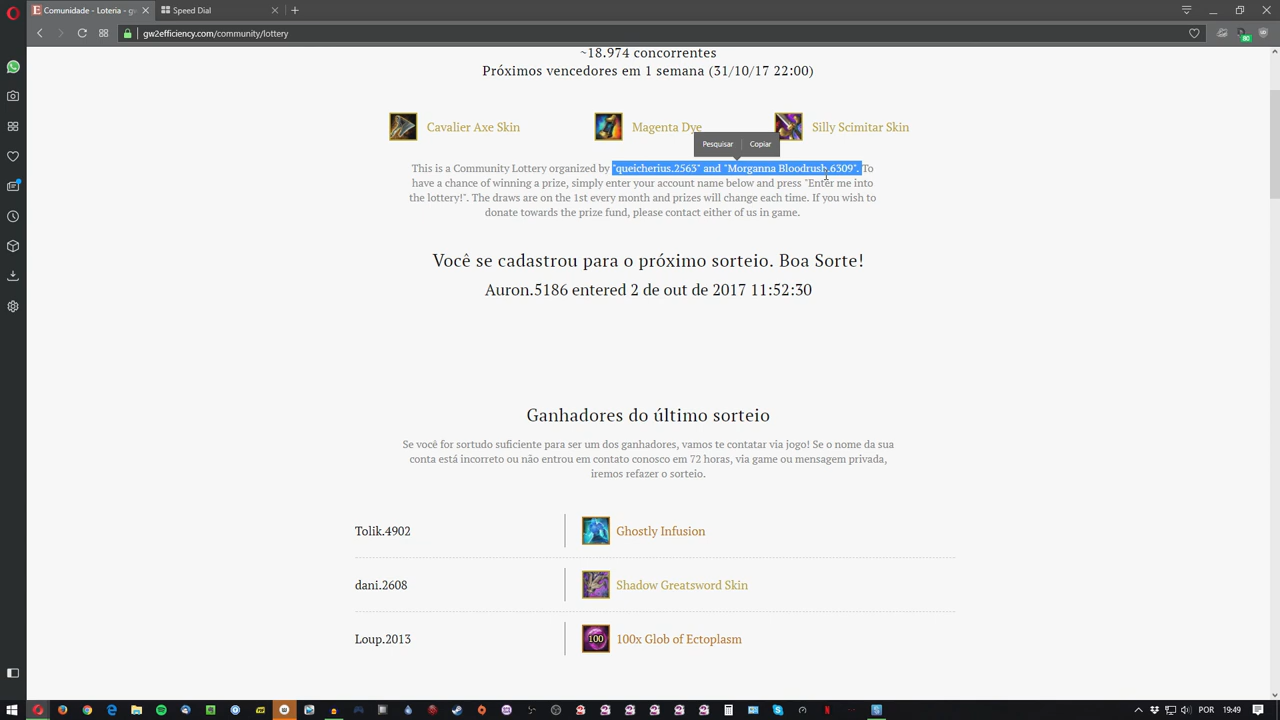 Comunidade - Loteria - gw
Speed Dial
gw2efficiency.com/community/lottery
~18.974 concorrentes
Próximos vencedores em 1 semana (31/10/17 22:00)
Cavalier Axe Skin
Magenta Dye
Silly Scimitar Skin
Pesquisar
Copiar
This is a Community Lottery organized by "queicherius.2563" and "Morganna Bloodrush.6309". To
have a chance of winning a prize, simply enter your account name below and press "Enter me into
the lottery!". The draws are on the 1st every month and prizes will change each time. If you wish to
donate towards the prize fund, please contact either of us in game.
Você se cadastrou para o próximo sorteio. Boa Sorte!
Auron.5186 entered 2 de out de 2017 11:52:30
Ganhadores do último sorteio
Se você for sortudo suficiente para ser um dos ganhadores, vamos te contatar via jogo! Se o nome da sua
conta está incorreto ou não entrou em contato conosco em 72 horas, via game ou mensagem privada,
iremos refazer o sorteio.
Tolik.4902
Ghostly Infusion
dani.2608
Shadow Greatsword Skin
Loup.2013
100
100x Glob of Ectoplasm
POR
19:49